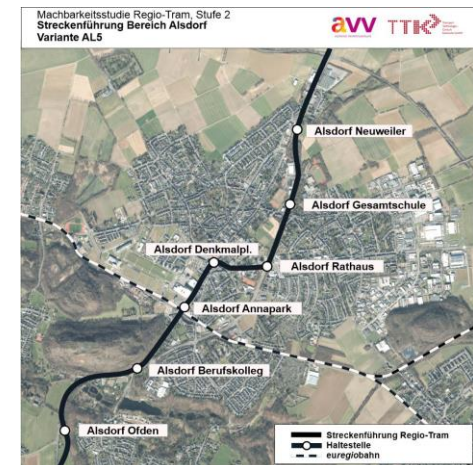 Machbarkeitsstudie Regio-Tram, Stufe 2
Streckenführung Bereich Alsdorf
Variante AL5
avv
TTK
Alsdorf Neuweiler
Alsdorf Gesamtschule
Alsdorf Denkmalpl.
Alsdorf Rathaus
Alsdorf Annapark
Alsdorf Berufskolleg
Alsdorf Ofden
Streckenführung Regio-Tram
Haltestelle
euregiobahn